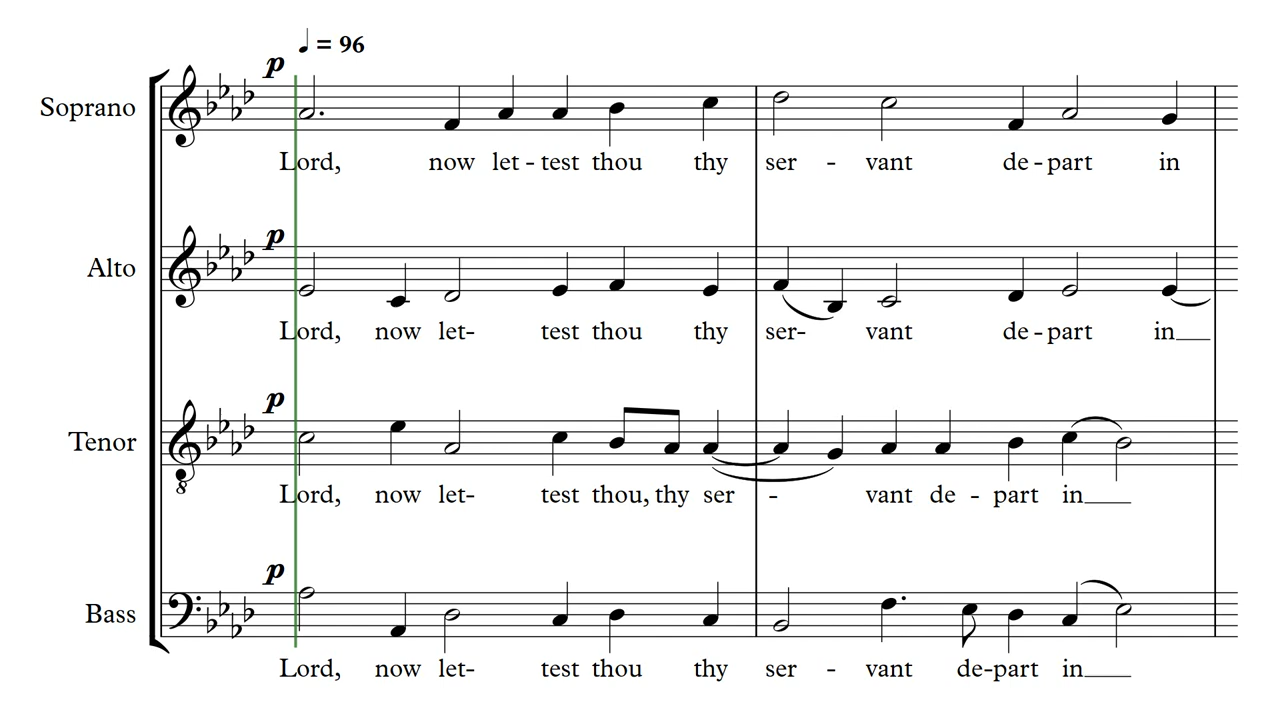 ♩ = 96
p
Soprano
Lord, now let - test thou thy ser - vant de - part in
p
Alto
Lord, now let- test thou thy ser- vant de - part in
p
Tenor
8
Lord, now let- test thou, thy ser - vant de - part in
p
Bass
Lord, now let- test thou thy ser - vant de-part in